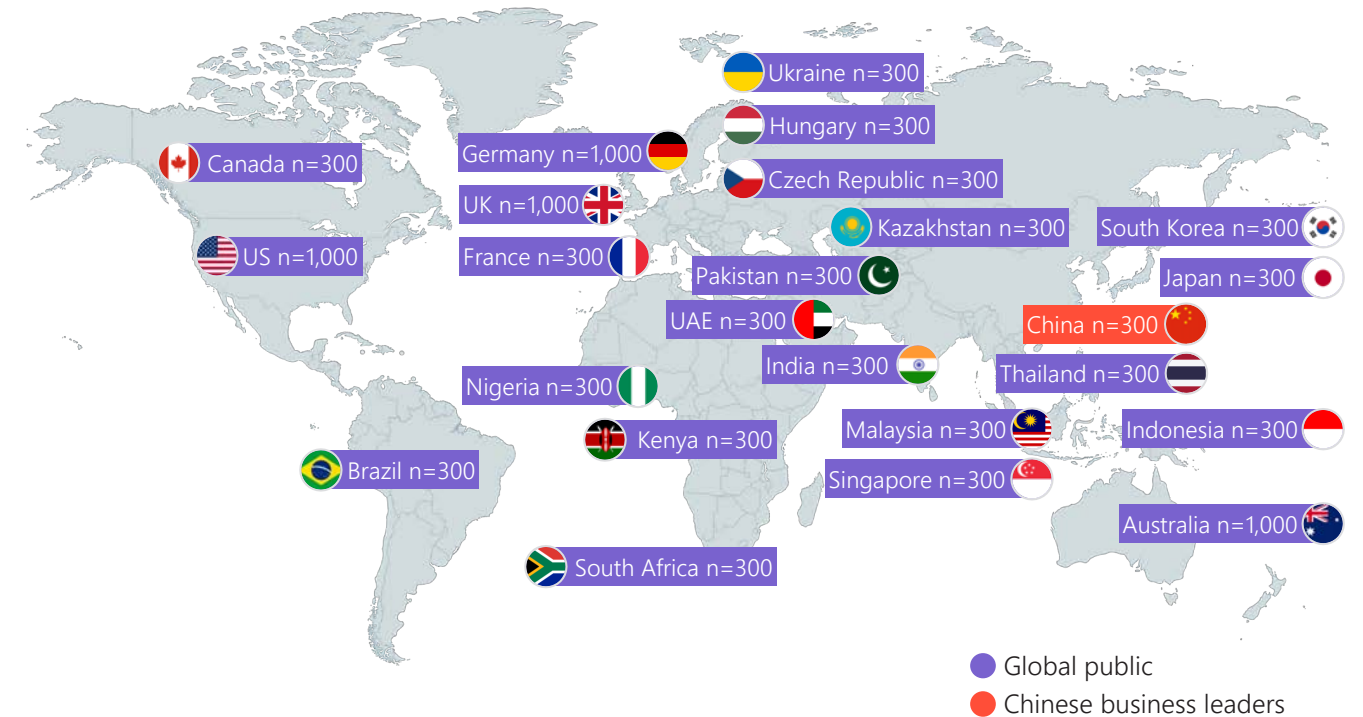 Ukraine n=300
Hungary n=300
Germany n=1,000
Canada n=300
Czech Republic n=300
UK n=1,000
Kazakhstan n=300
South Korea n=300
US n=1,000
France n=300
Pakistan n=300
Japan n=300
UAE n=300
China n=300
India n=300
Thailand n=300
Nigeria n=300
Kenya n=300
Malaysia n=300
Indonesia n=300
Brazil n=300
Singapore n=300
Australia n=1,000
South Africa n=300
Global public
Chinese business leaders